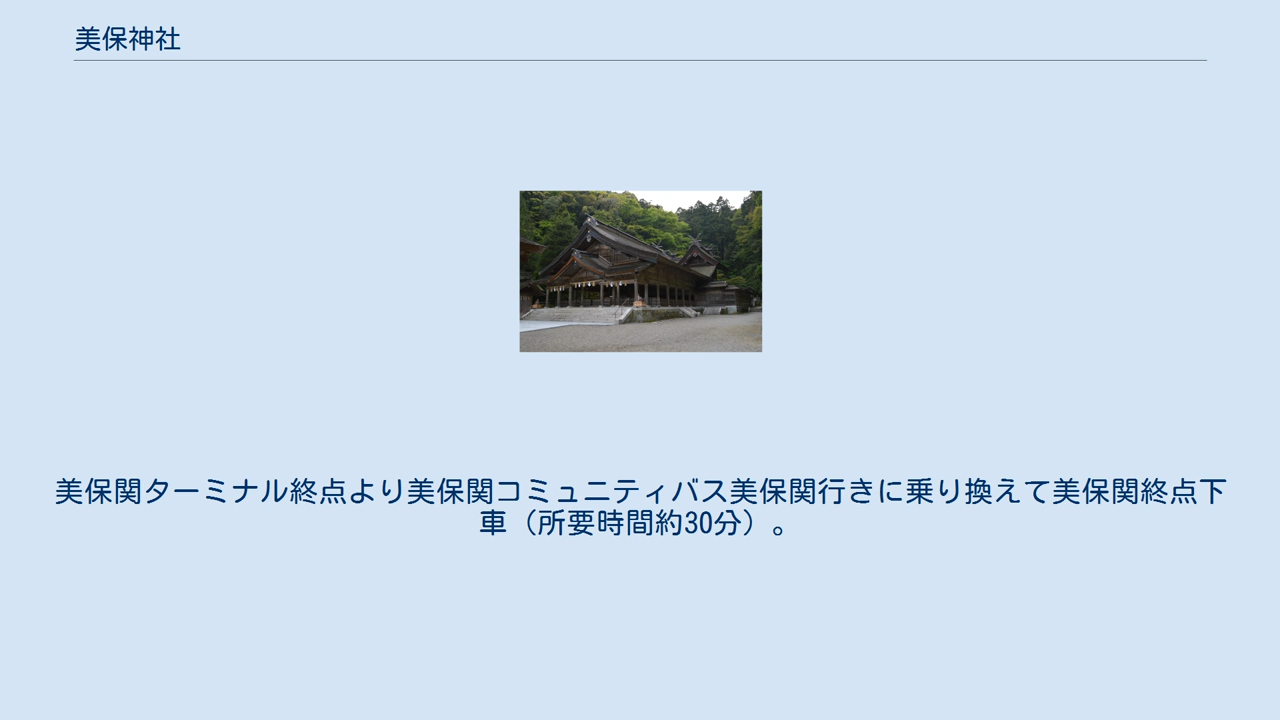 美保神社
美保関ターミナル終点より美保関コミュニティバス美保関行きに乗り換えて美保関終点下
車（所要時間約30分）。